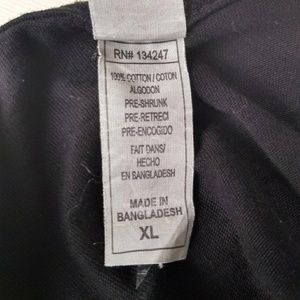 RN# 134247
100% COTTON / COTON
ALGODON
PRE-SHRUNK
PRE-RETRECI
PRE-ENCOGIDO
FAIT DANS/
HECHO
EN BANGLADESH
MADE IN
BANGLADESH
XL